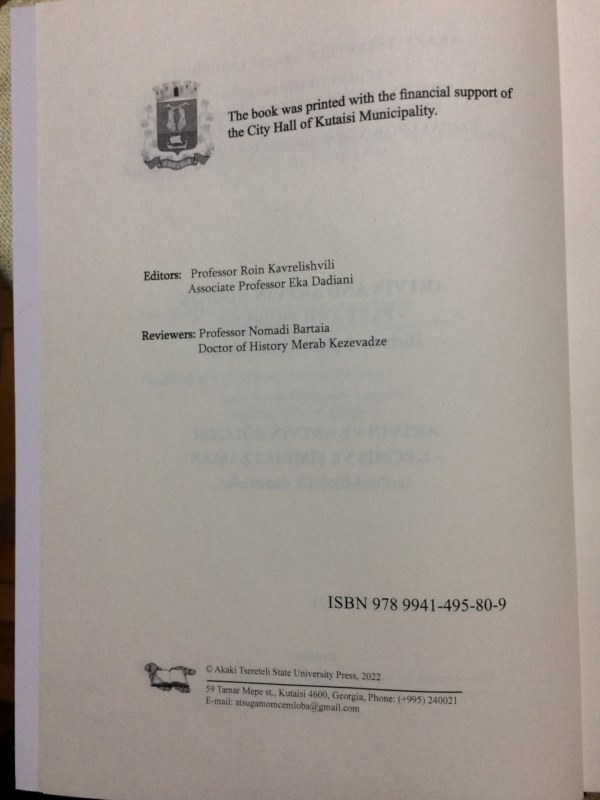 The book was printed with the financial support of
the City Hall of Kutaisi Municipality.
Editors: Professor Roin Kavrelishvili
Associate Professor Eka Dadiani
Reviewers: Professor Nomadi Bartaia
Doctor of History Merab Kezevadze
ISBN 978 9941-495-80-9
© Akaki Tsereteli State University Press, 2022
59 Tamar Mepe st., Kutaisi 4600, Georgia, Phone: (+995) 240021
E-mail: atsugamomcemloba@gmail.com